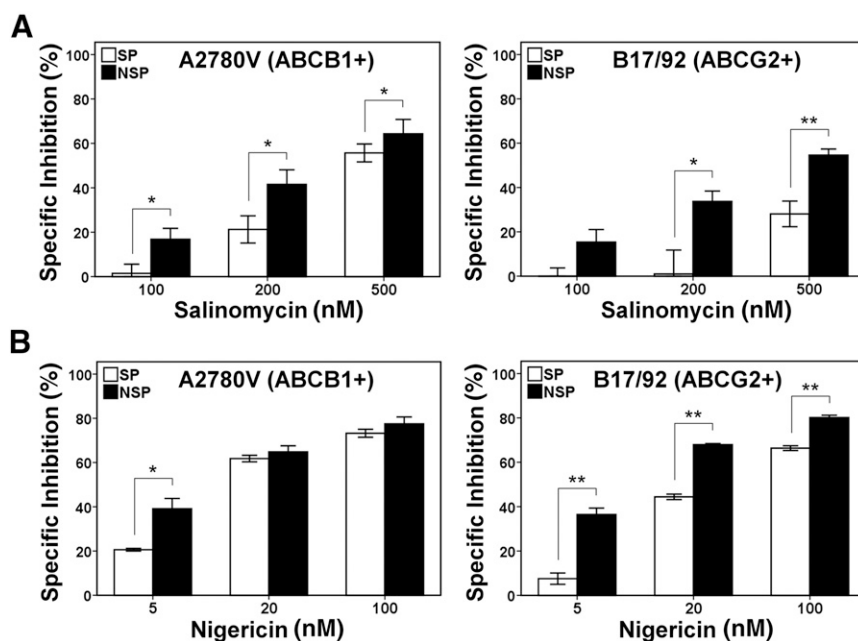 A
A2780V (ABCB1+)
SP
NSP
Specific Inhibition (%)
100
80
60
40
20
0
*
*
*
100 200 500
Salinomycin (nM)
B17/92 (ABCG2+)
SP
NSP
Specific Inhibition (%)
100
80
60
40
20
0
*
**
100 200 500
Salinomycin (nM)
B
A2780V (ABCB1+)
SP
NSP
Specific Inhibition (%)
100
80
60
40
20
0
*
5 20 100
Nigericin (nM)
B17/92 (ABCG2+)
SP
NSP
Specific Inhibition (%)
100
80
60
40
20
0
**
**
**
5 20 100
Nigericin (nM)